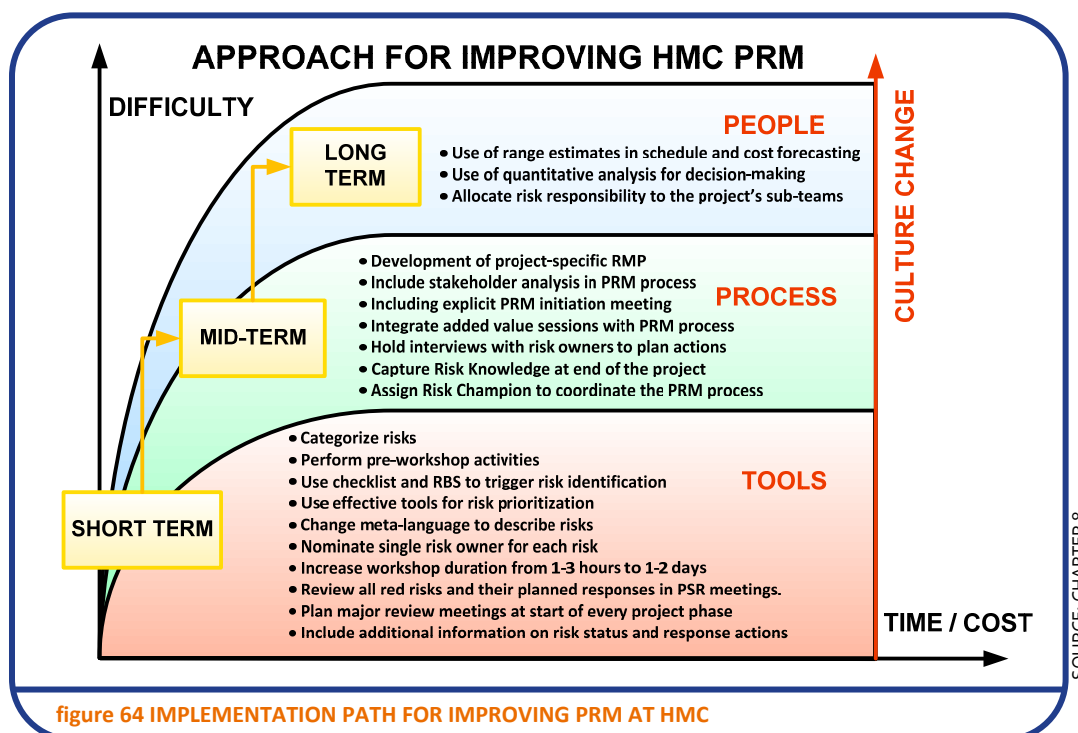 APPROACH FOR IMPROVING HMC PRM
DIFFICULTY
CULTURE CHANGE
PEOPLE
LONG
TERM
• Use of range estimates in schedule and cost forecasting
• Use of quantitative analysis for decision-making
• Allocate risk responsibility to the project's sub-teams
PROCESS
MID-TERM
• Development of project-specific RMP
• Include stakeholder analysis in PRM process
• Including explicit PRM initiation meeting
• Integrate added value sessions with PRM process
• Hold interviews with risk owners to plan actions
• Capture Risk Knowledge at end of the project
• Assign Risk Champion to coordinate the PRM process
TOOLS
SHORT TERM
• Categorize risks
• Perform pre-workshop activities
• Use checklist and RBS to trigger risk identification
• Use effective tools for risk prioritization
• Change meta-language to describe risks
• Nominate single risk owner for each risk
• Increase workshop duration from 1-3 hours to 1-2 days
• Review all red risks and their planned responses in PSR meetings.
• Plan major review meetings at start of every project phase
• Include additional information on risk status and response actions
TIME / COST
SOURCE: CHAPTER 8
figure 64 IMPLEMENTATION PATH FOR IMPROVING PRM AT HMC